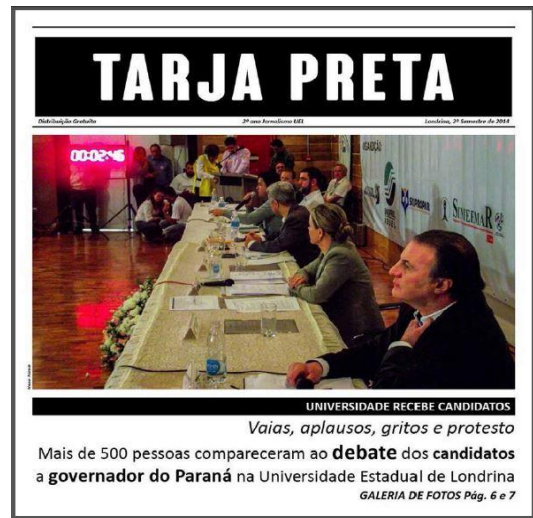 TARJA PRETA
Distribuição Gratuita 3º ano Jornalismo UEL Londrina, 2º Semestre de 2014
00:02:46
SINDIPROPAR
SIMEEMAR
UNIVERSIDADE RECEBE CANDIDATOS
Vaias, aplausos, gritos e protesto
Mais de 500 pessoas compareceram ao debate dos candidatos
a governador do Paraná na Universidade Estadual de Londrina
GALERIA DE FOTOS Pág. 6 e 7